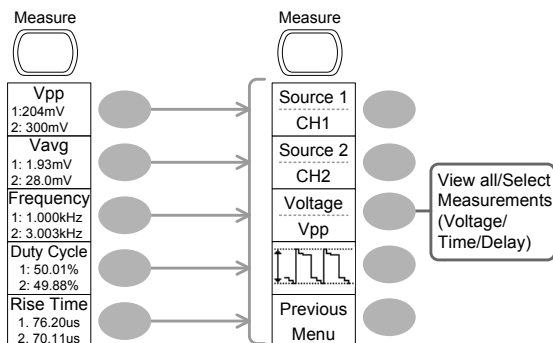 Measure
Vpp
1:204mV
2: 300mV
Vavg
1: 1.93mV
2: 28.0mV
Frequency
1: 1.000kHz
2: 3.003kHz
Duty Cycle
1: 50.01%
2: 49.88%
Rise Time
1. 76.20us
2. 70.11us
Measure
Source 1
CH1
Source 2
CH2
Voltage
Vpp
Previous
Menu
View all/Select
Measurements
(Voltage/
Time/Delay)